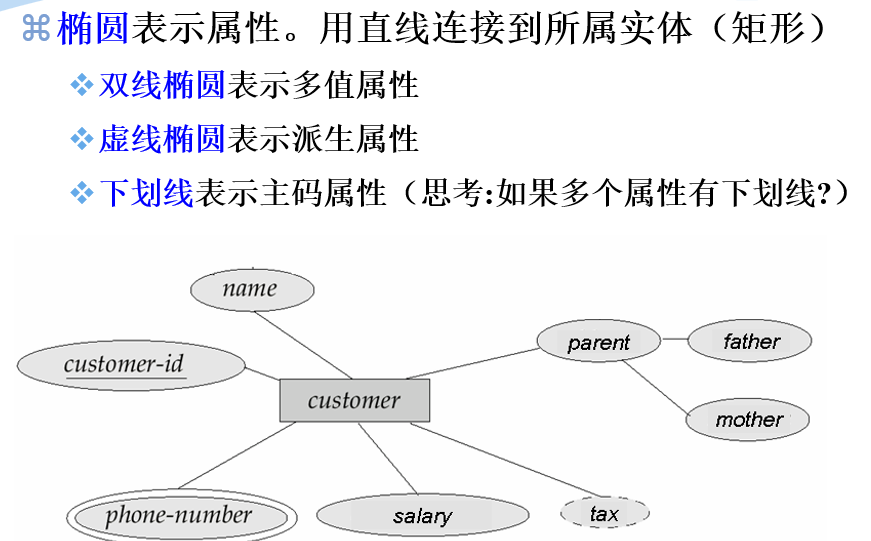 ⌘椭圆表示属性。用直线连接到所属实体（矩形）
❖双线椭圆表示多值属性
❖虚线椭圆表示派生属性
❖下划线表示主码属性（思考:如果多个属性有下划线?）
name
parent
father
customer-id
customer
mother
phone-number
salary
tax